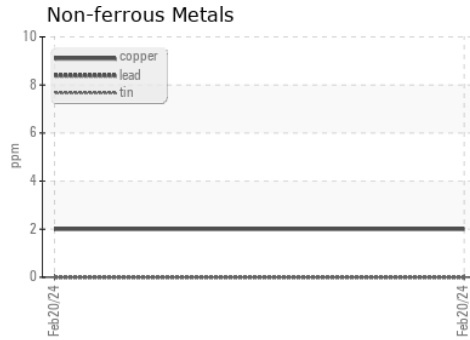 Non-ferrous Metals
10
copper
lead
tin
8
6
ppm
4
2
0
Feb20/24
Feb20/24